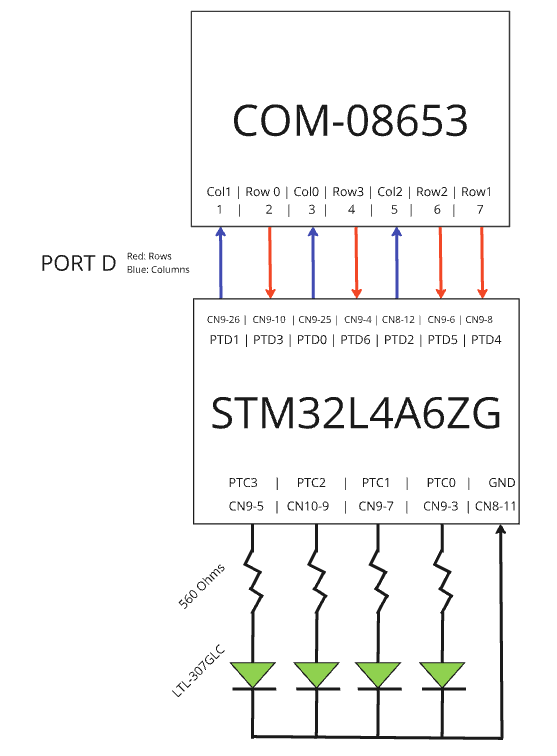 COM-08653
Col1 | Row 0 | Col0 | Row3 | Col2 | Row2 | Row1
1 | 2 | 3 | 4 | 5 | 6 | 7
PORT D
Red: Rows
Blue: Columns
CN9-26 | CN9-10 | CN9-25 | CN9-4 | CN8-12 | CN9-6 | CN9-8
PTD1 | PTD3 | PTD0 | PTD6 | PTD2 | PTD5 | PTD4
STM32L4A6ZG
PTC3 | PTC2 | PTC1 | PTC0 | GND
CN9-5 | CN10-9 | CN9-7 | CN9-3 | CN8-11
560 Ohms
LTL-307GLC